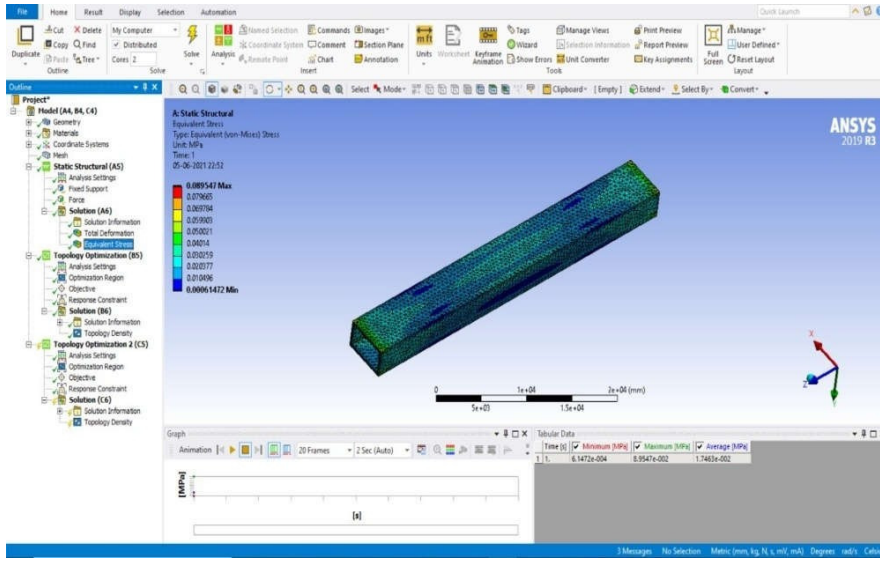 File Home Result Display Selection Automation Quick Launch
Duplicate Cut Copy Paste Delete Find Tree My Computer Distributed Cores 2 Solve Analysis Named Selection Coordinate System Remote Point Commands Comment Chart Images Section Plane Annotation Units Worksheet Keyframe Animation Tags Wizard Show Errors Manage Views Selection Information Unit Converter Print Preview Report Preview Key Assignments Full Screen Manage User Defined Reset Layout
Outline Solve Insert Tools Layout
Outline
Select Mode Clipboard [Empty] Extend Select By Convert
Project*
Model (A4, B4, C4)
Geometry
Materials
Coordinate Systems
Mesh
Static Structural (A5)
Analysis Settings
Fixed Support
Force
Solution (A6)
Solution Information
Total Deformation
Equivalent Stress
Topology Optimization (B5)
Analysis Settings
Optimization Region
Objective
Response Constraint
Solution (B6)
Solution Information
Topology Density
Topology Optimization 2 (C5)
Analysis Settings
Optimization Region
Objective
Response Constraint
Solution (C6)
Solution Information
Topology Density
A: Static Structural
Equivalent Stress
Type: Equivalent (von-Mises) Stress
Unit: MPa
Time: 1
05-06-2021 22:52
0.089547 Max
0.079665
0.069784
0.059903
0.050021
0.04014
0.030259
0.020377
0.010496
0.00061472 Min
ANSYS
2019 R3
X
Z
0 1e+04 2e+04 (mm)
5e+03 1.5e+04
Graph
Animation 20 Frames 2 Sec (Auto)
[MPa]
[s]
Tabular Data
Time [s] Minimum [MPa] Maximum [MPa] Average [MPa]
1 1. 6.1472e-004 8.9547e-002 1.7463e-002
3 Messages No Selection Metric (mm, kg, N, s, mV, mA) Degrees rad/s Celsi